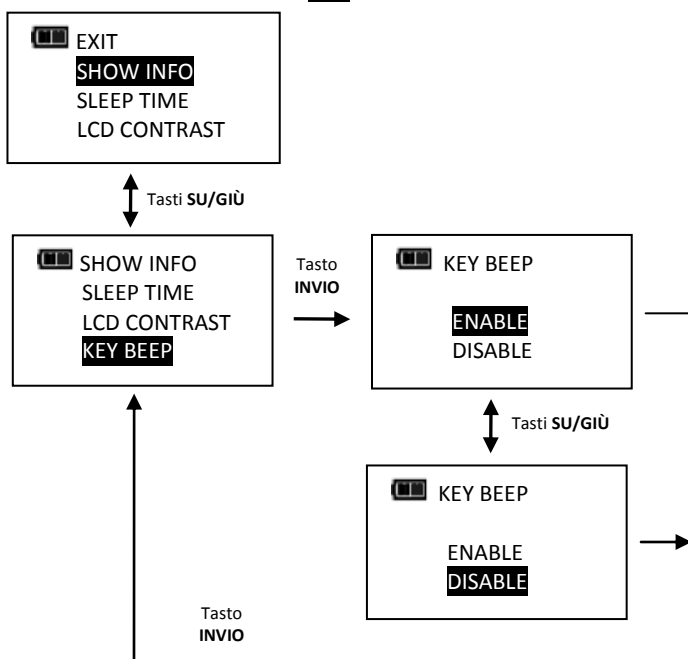 EXIT
SHOW INFO
SLEEP TIME
LCD CONTRAST
Tasti SU/GIÙ
SHOW INFO
SLEEP TIME
LCD CONTRAST
KEY BEEP
Tasto
INVIO
KEY BEEP
ENABLE
DISABLE
Tasti SU/GIÙ
KEY BEEP
ENABLE
DISABLE
Tasto
INVIO